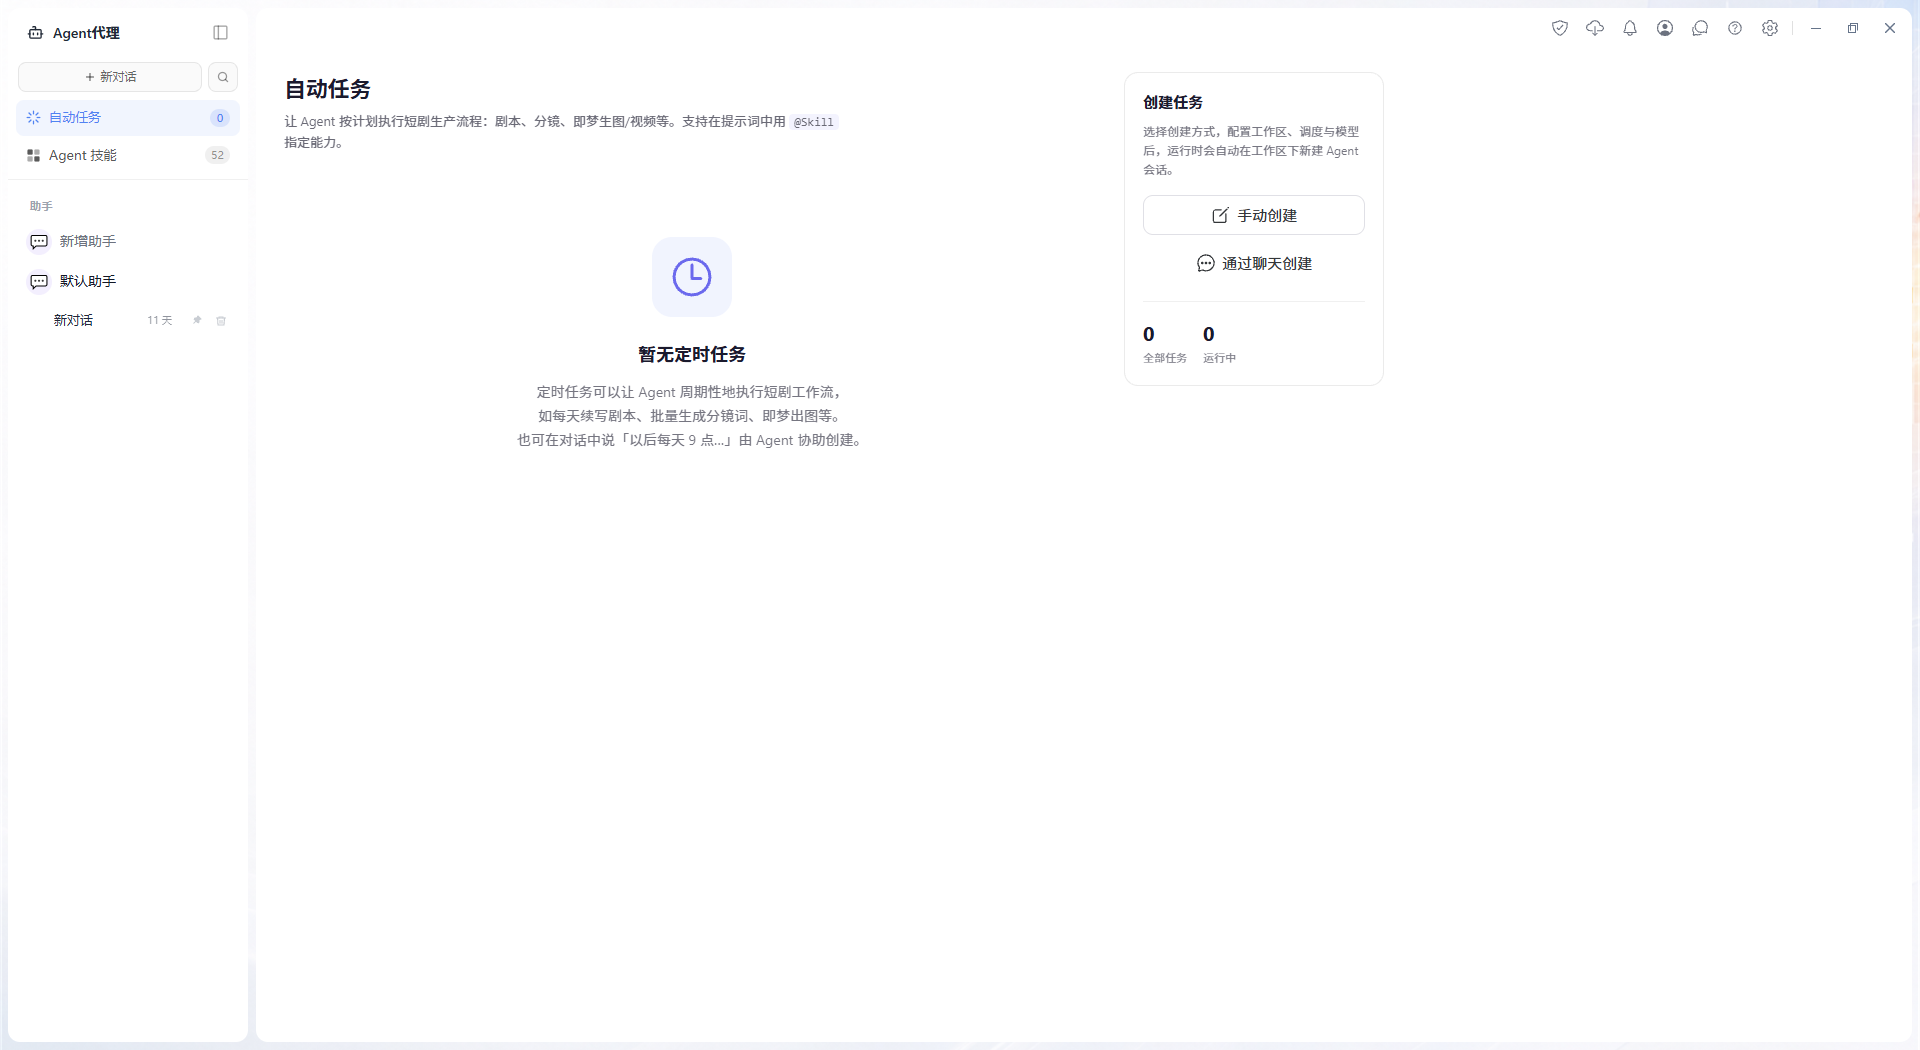 Agent代理
新对话
自动任务
0
Agent 技能
52
助手
新增助手
默认助手
新对话
11 天
自动任务
让 Agent 按计划执行短剧生产流程：剧本、分镜、即梦生图/视频等。支持在提示词中用 @Skill
指定能力。
暂无定时任务
定时任务可以让 Agent 周期性地执行短剧工作流，
如每天续写剧本、批量生成分镜词、即梦出图等。
也可在对话中说「以后每天 9 点...」由 Agent 协助创建。
创建任务
选择创建方式，配置工作区、调度与模型
后，运行时会自动在工作区下新建 Agent
会话。
手动创建
通过聊天创建
0 0
全部任务 运行中